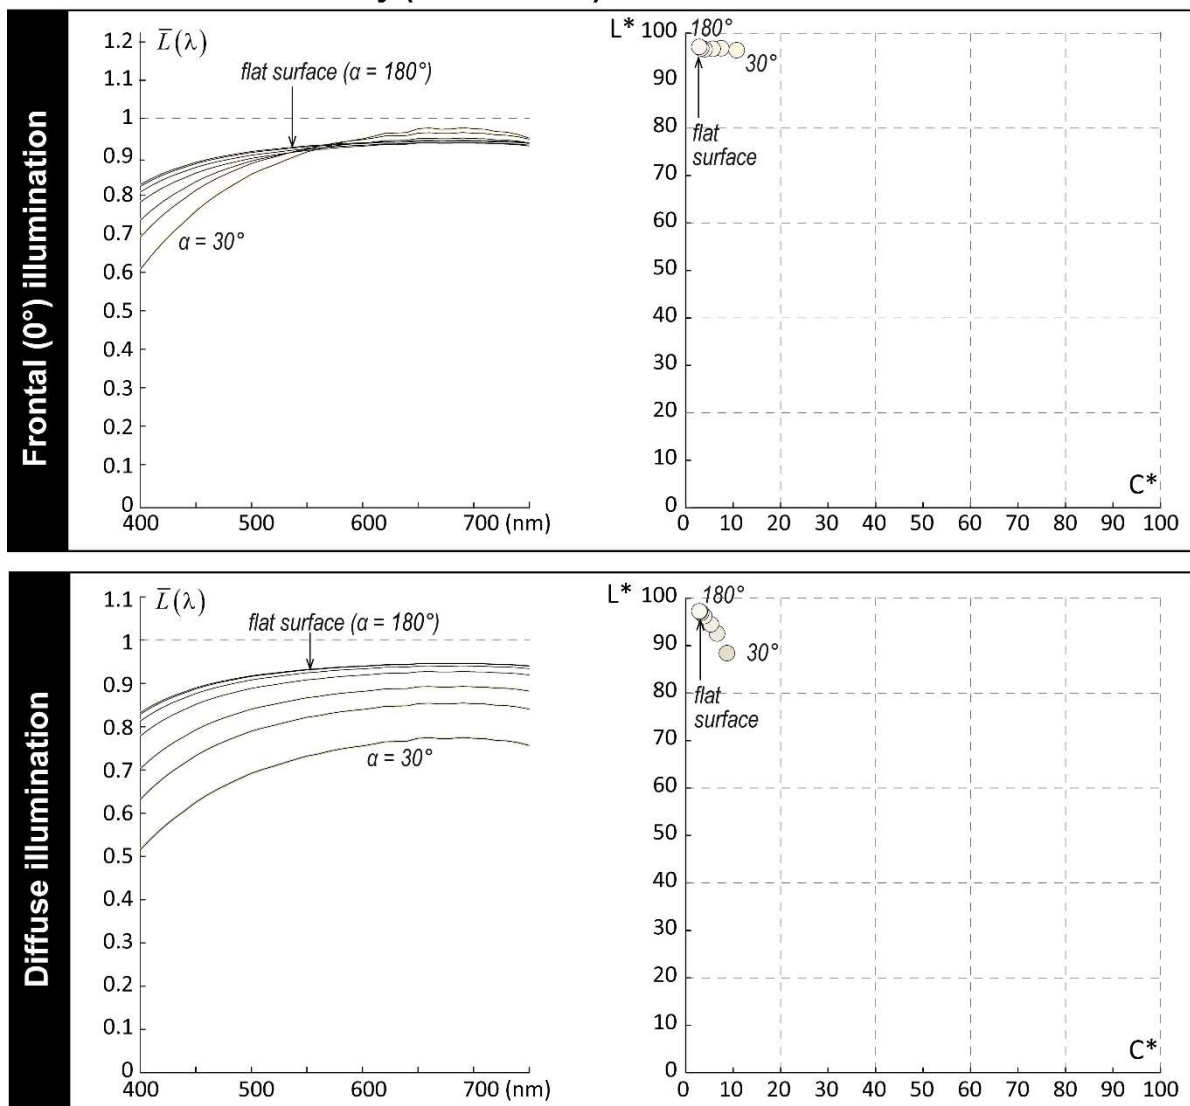 Frontal (0°) illumination
L̅(λ)
1.2
1.1
1
0.9
0.8
0.7
0.6
0.5
0.4
0.3
0.2
0.1
0
flat surface (α = 180°)
α = 30°
400 500 600 700 (nm)
L*
100
90
80
70
60
50
40
30
20
10
0
180°
30°
flat
surface
C*
0 10 20 30 40 50 60 70 80 90 100
Diffuse illumination
L̅(λ)
1.1
1
0.9
0.8
0.7
0.6
0.5
0.4
0.3
0.2
0.1
0
flat surface (α = 180°)
α = 30°
400 500 600 700 (nm)
L*
100
90
80
70
60
50
40
30
20
10
0
180°
30°
flat
surface
C*
0 10 20 30 40 50 60 70 80 90 100